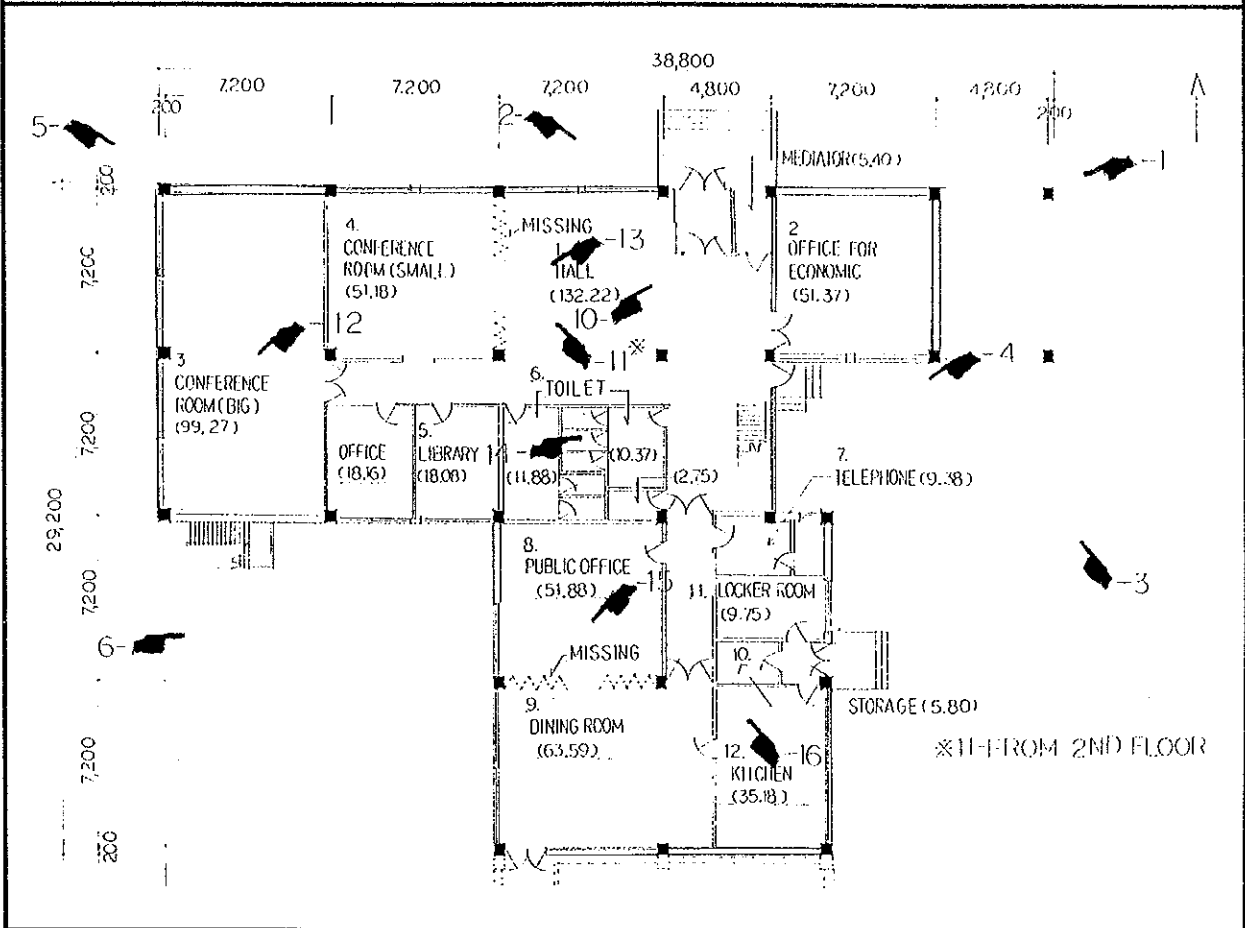 38,800
7,200 7,200 7,200 4,800 7,200 4,800
200 200
5- 2- -1
MEDIATOR(5.40)
200
MISSING
4.
CONFERENCE
ROOM (SMALL)
(51.18)
-13
1.
HALL
(132.22)
2
OFFICE FOR
ECONOMIC
(51.37)
7,200
10-
-12
-11※
-4
3
CONFERENCE
ROOM (BIG)
(99,27)
6.
TOILET
OFFICE
(18.16)
5.
LIBRARY
(18.08)
14-
(11.88)
(10.37)
(2.75)
7.
TELEPHONE (9.38)
7,200
29,200
8.
PUBLIC OFFICE
(51.88)
-15
11. LOCKER ROOM
(9.75)
-3
7,200
6-
MISSING
10.
STORAGE (5.80)
9.
DINING ROOM
(63.59)
12.
KITCHEN
(35.18)
-16
※11-FROM 2ND FLOOR
7,200
200